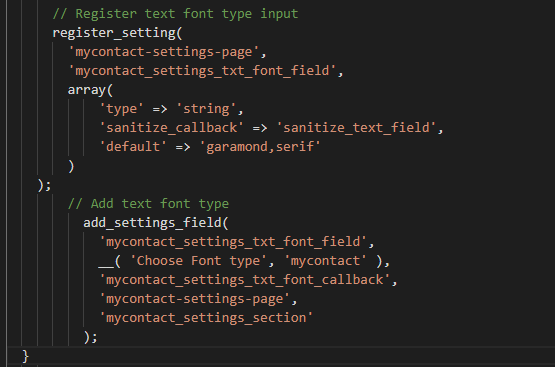 // Register text font type input
register_setting(
'mycontact-settings-page',
'mycontact_settings_txt_font_field',
array(
'type' => 'string',
'sanitize_callback' => 'sanitize_text_field',
'default' => 'garamond,serif'
)
);
// Add text font type
add_settings_field(
'mycontact_settings_txt_font_field',
__( 'Choose Font type', 'mycontact' ),
'mycontact_settings_txt_font_callback',
'mycontact-settings-page',
'mycontact_settings_section'
);
}